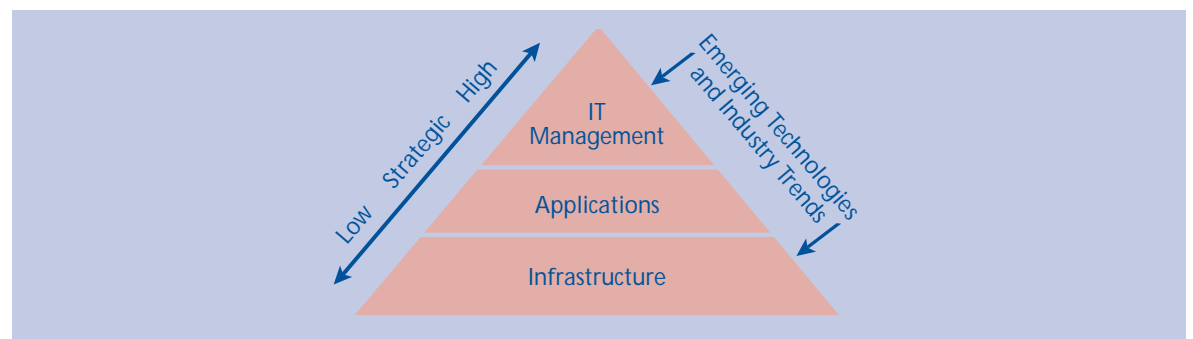 High
Strategic
Low
IT
Management
Applications
Infrastructure
Emerging Technologies
and Industry Trends